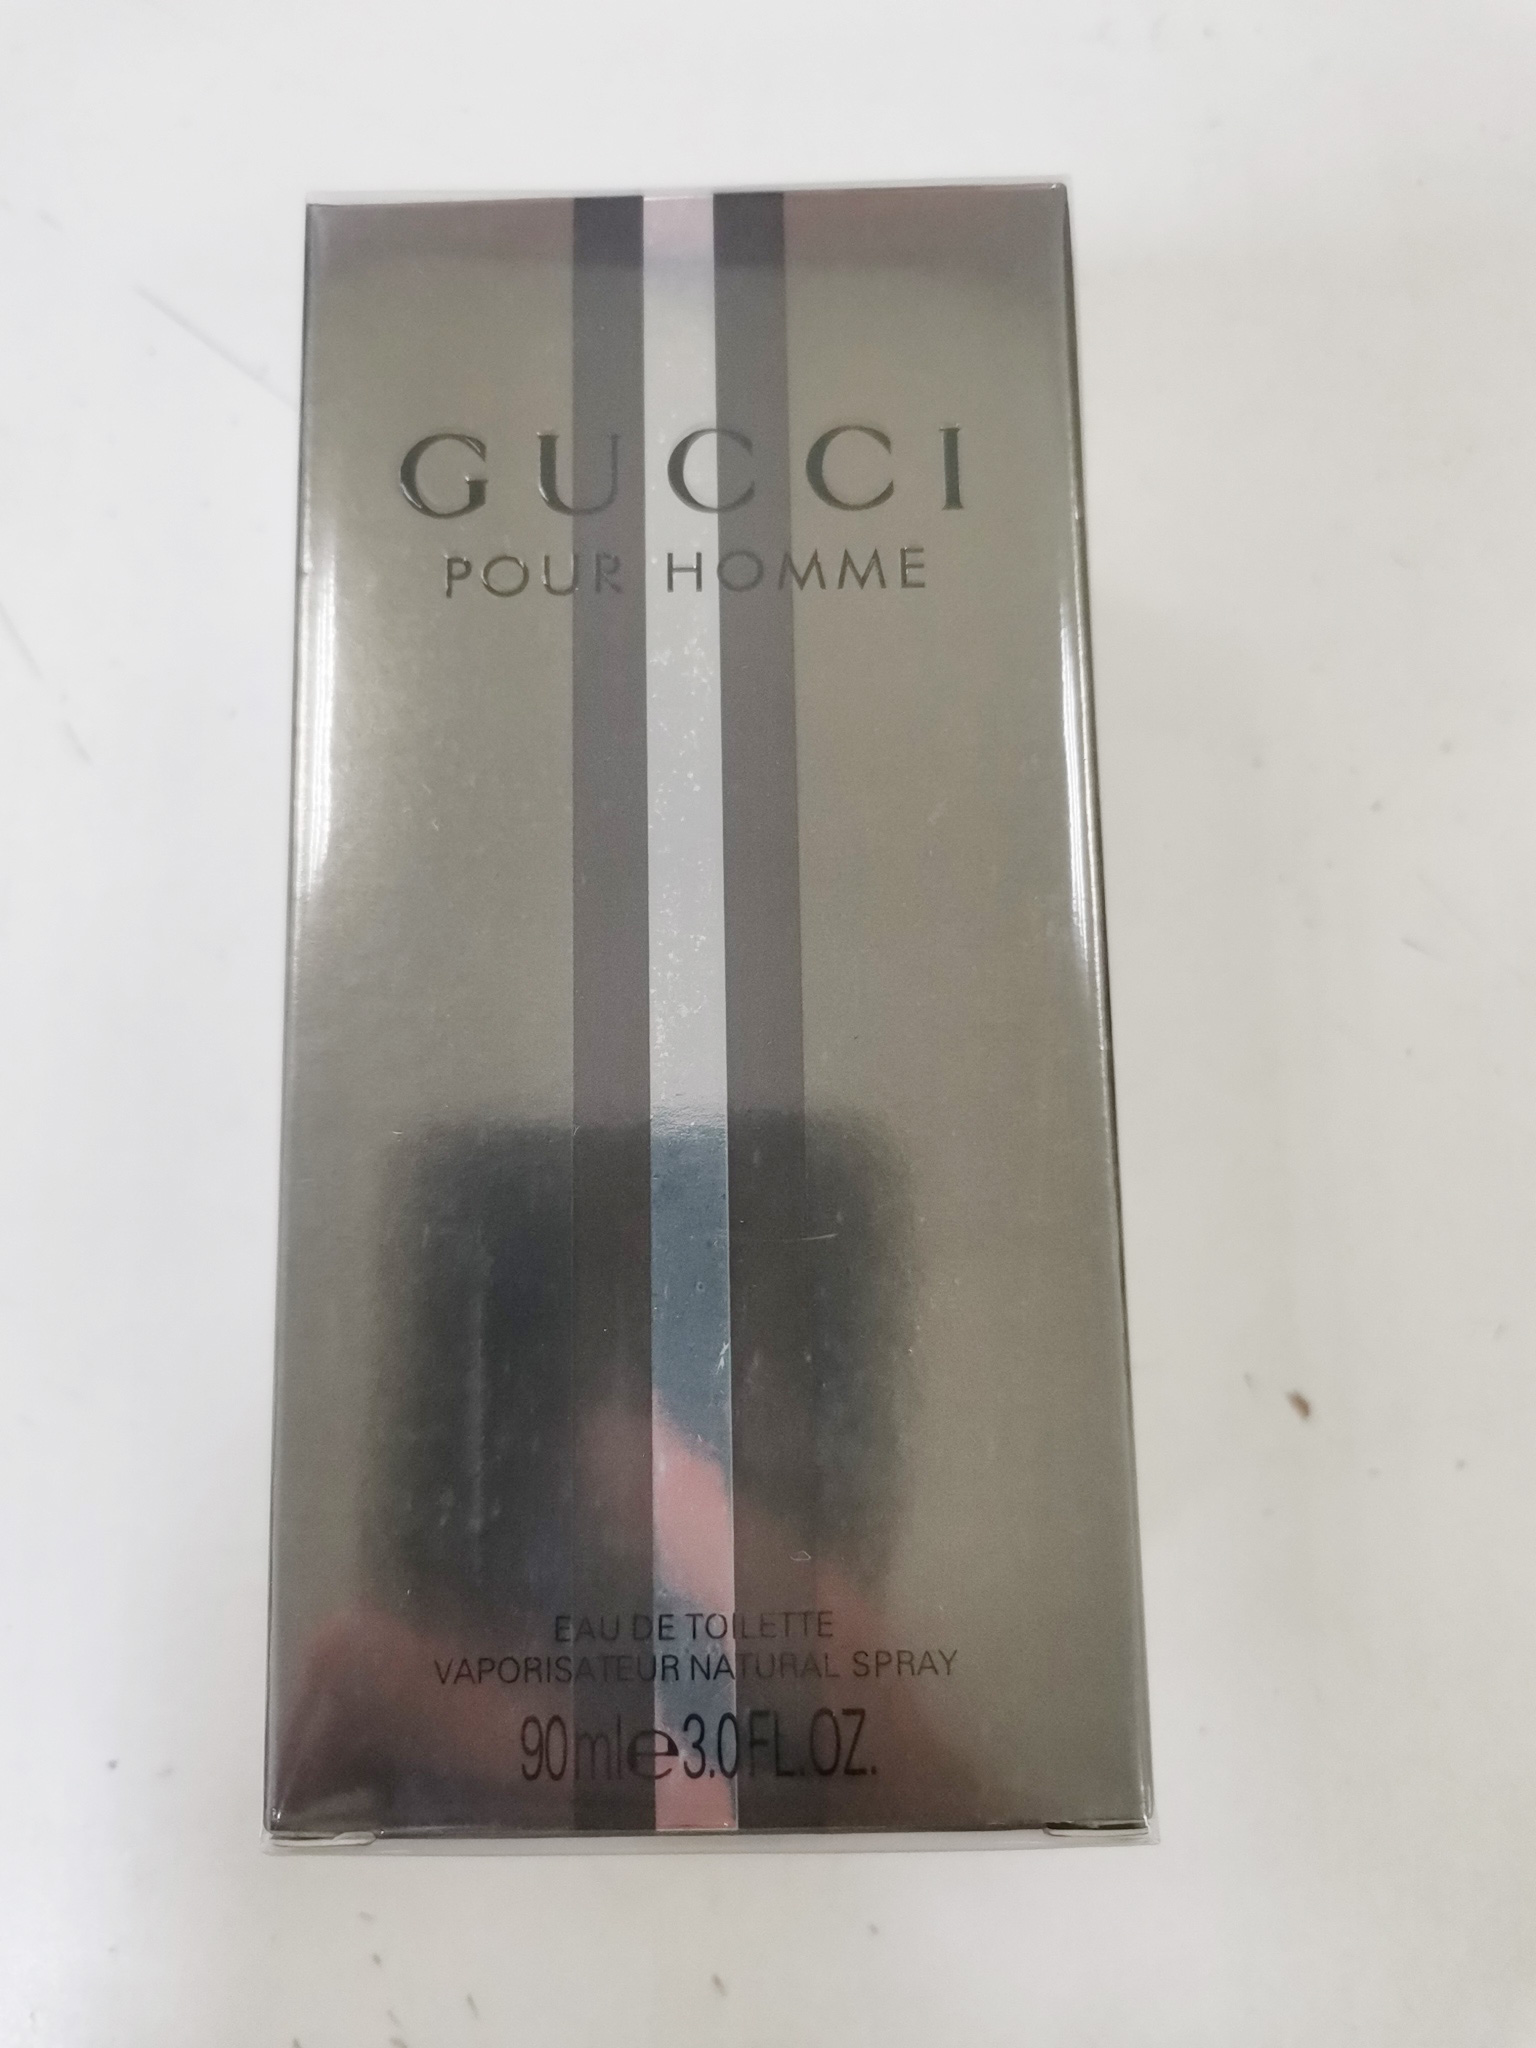 GUCCI
POUR HOMME
EAU DE TOILETTE
VAPORISATEUR NATURAL SPRAY
90ml℮3.0FL.OZ.